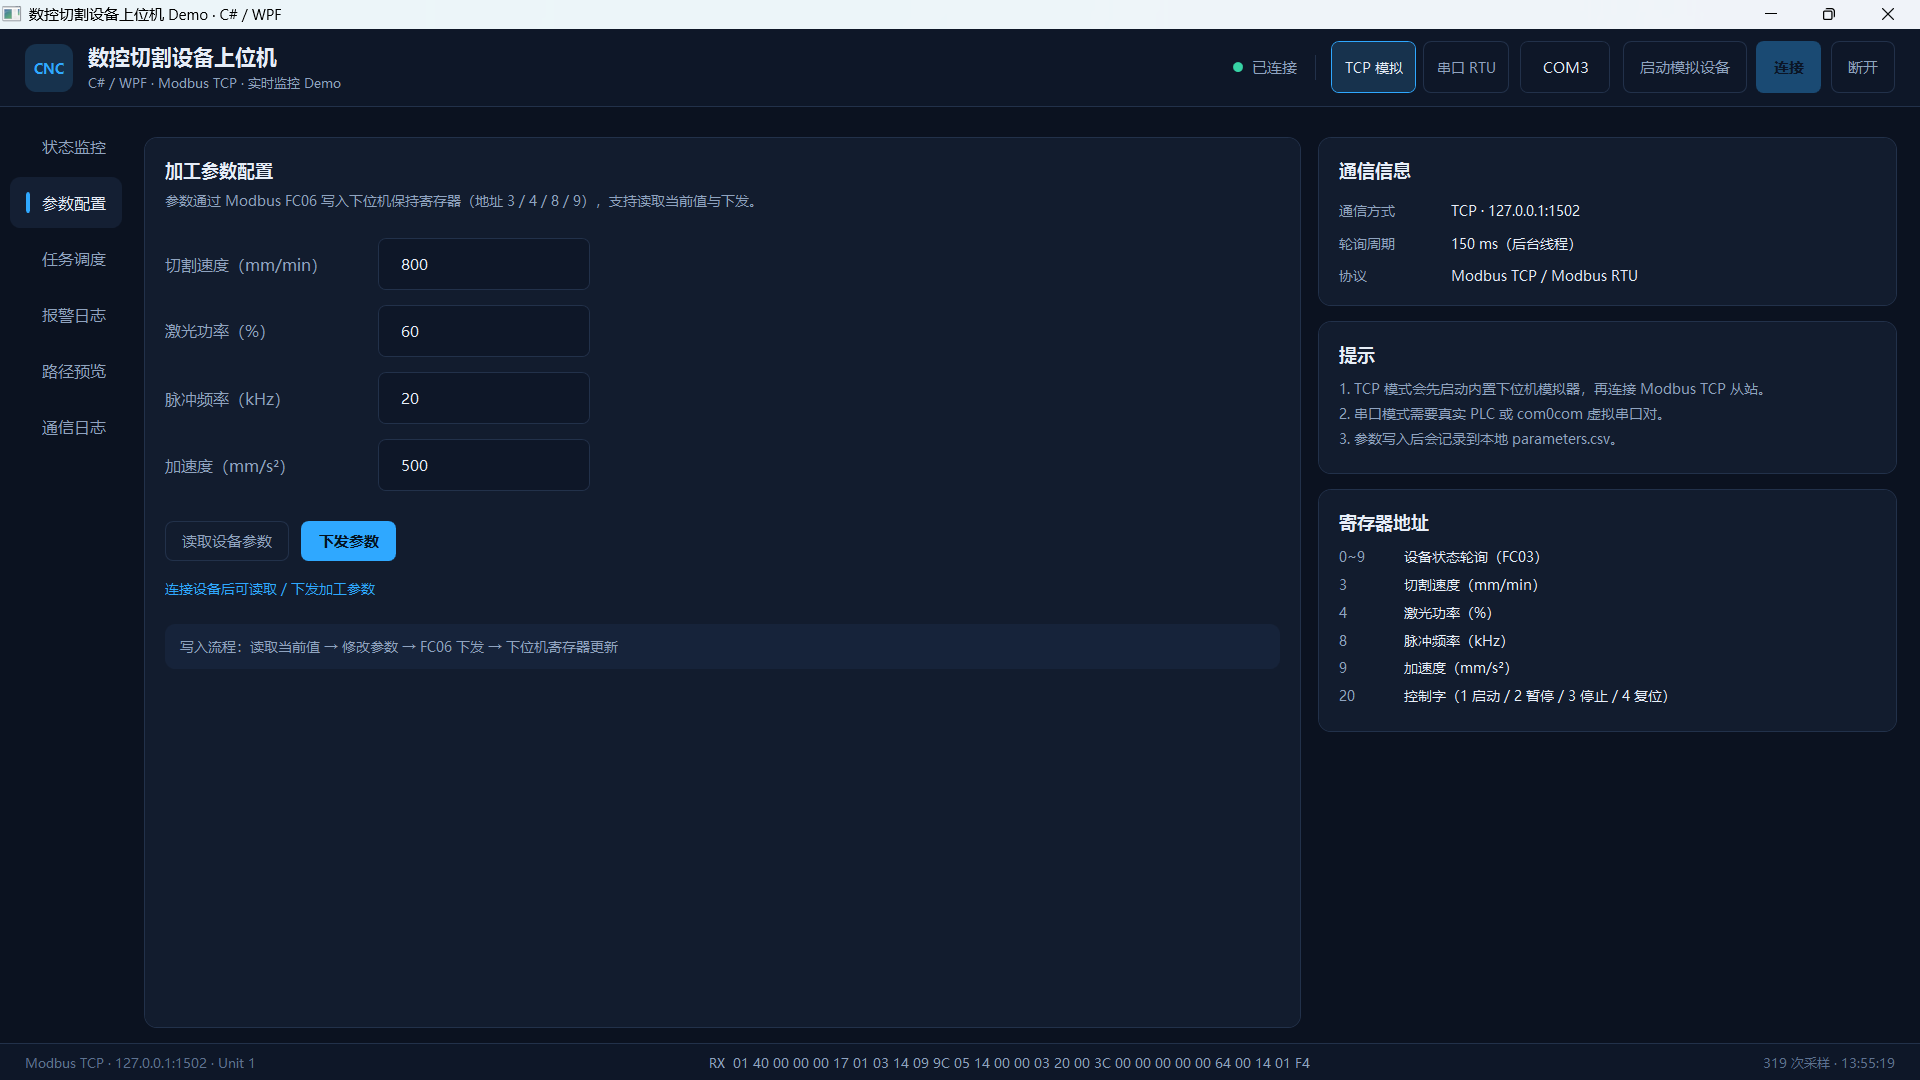 数控切割设备上位机 Demo · C# / WPF
CNC
数控切割设备上位机
C# / WPF · Modbus TCP · 实时监控 Demo
已连接
TCP 模拟
串口 RTU
COM3
启动模拟设备
连接
断开
状态监控
参数配置
任务调度
报警日志
路径预览
通信日志
加工参数配置
参数通过 Modbus FC06 写入下位机保持寄存器（地址 3 / 4 / 8 / 9），支持读取当前值与下发。
切割速度（mm/min） 800
激光功率（%） 60
脉冲频率（kHz） 20
加速度（mm/s²） 500
读取设备参数 下发参数
连接设备后可读取 / 下发加工参数
写入流程：读取当前值 → 修改参数 → FC06 下发 → 下位机寄存器更新
通信信息
通信方式 TCP · 127.0.0.1:1502
轮询周期 150 ms（后台线程）
协议 Modbus TCP / Modbus RTU
提示
1. TCP 模式会先启动内置下位机模拟器，再连接 Modbus TCP 从站。
2. 串口模式需要真实 PLC 或 com0com 虚拟串口对。
3. 参数写入后会记录到本地 parameters.csv。
寄存器地址
0~9 设备状态轮询（FC03）
3 切割速度（mm/min）
4 激光功率（%）
8 脉冲频率（kHz）
9 加速度（mm/s²）
20 控制字（1 启动 / 2 暂停 / 3 停止 / 4 复位）
Modbus TCP · 127.0.0.1:1502 · Unit 1
RX 01 40 00 00 00 17 01 03 14 09 9C 05 14 00 00 03 20 00 3C 00 00 00 00 00 64 00 14 01 F4
319 次采样 · 13:55:19